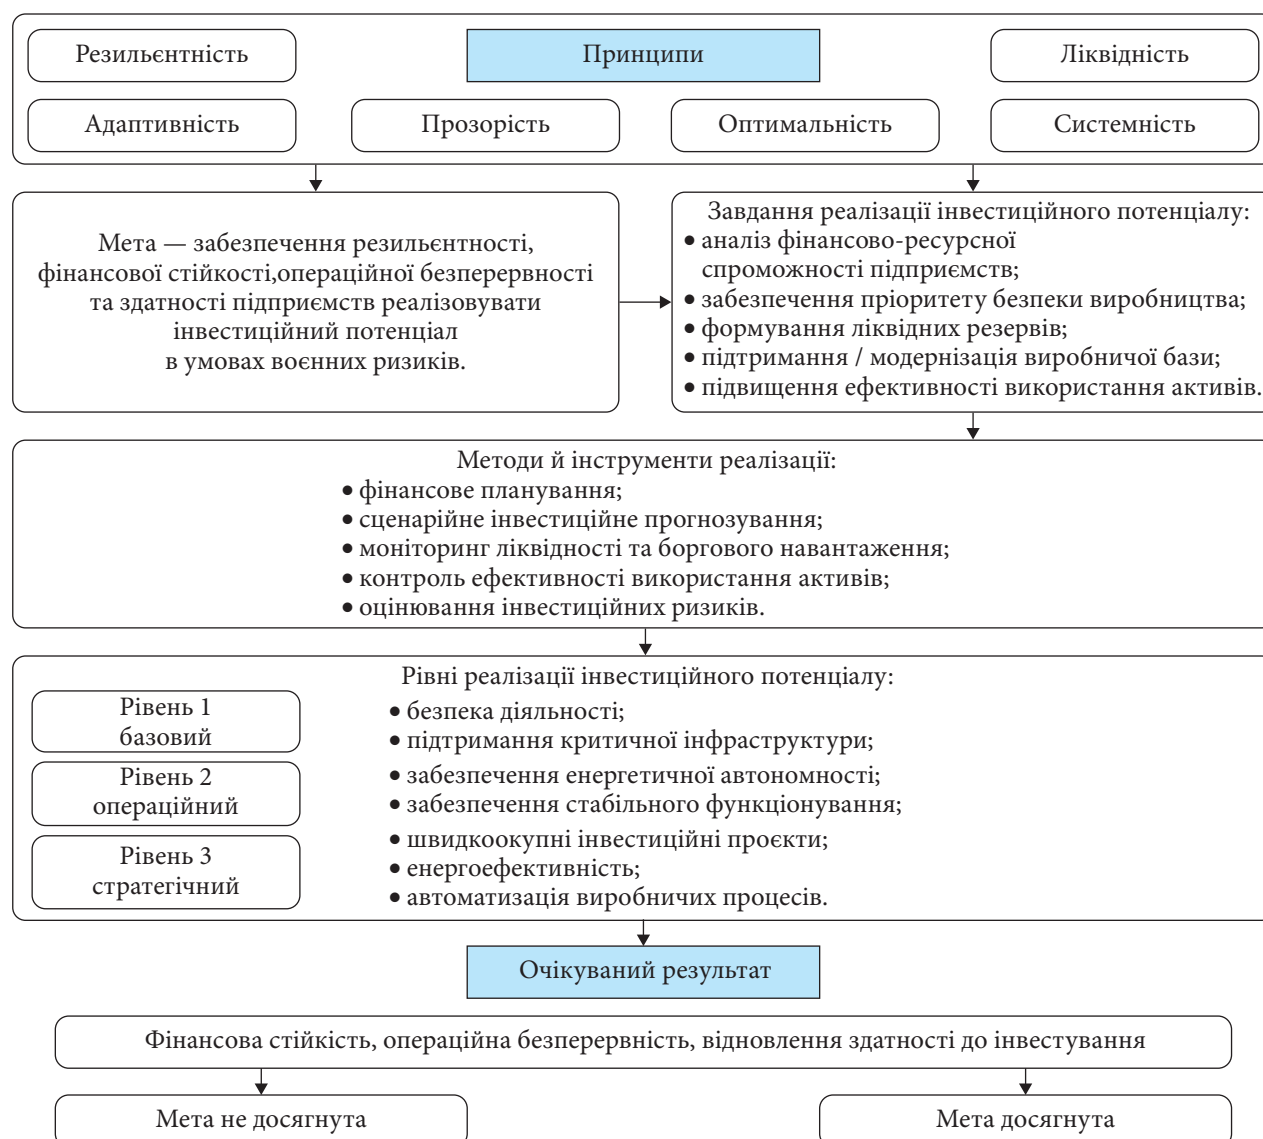 Резильєнтність
Принципи
Ліквідність
Адаптивність
Прозорість
Оптимальність
Системність
Мета — забезпечення резильєнтності,
фінансової стійкості,операційної безперервності
та здатності підприємств реалізовувати
інвестиційний потенціал
в умовах воєнних ризиків.
Завдання реалізації інвестиційного потенціалу:
• аналіз фінансово-ресурсної
спроможності підприємств;
• забезпечення пріоритету безпеки виробництва;
• формування ліквідних резервів;
• підтримання / модернізація виробничої бази;
• підвищення ефективності використання активів.
Методи й інструменти реалізації:
• фінансове планування;
• сценарійне інвестиційне прогнозування;
• моніторинг ліквідності та боргового навантаження;
• контроль ефективності використання активів;
• оцінювання інвестиційних ризиків.
Рівні реалізації інвестиційного потенціалу:
Рівень 1
базовий
• безпека діяльності;
• підтримання критичної інфраструктури;
Рівень 2
операційний
• забезпечення енергетичної автономності;
• забезпечення стабільного функціонування;
Рівень 3
стратегічний
• швидкоокупні інвестиційні проєкти;
• енергоефективність;
• автоматизація виробничих процесів.
Очікуваний результат
Фінансова стійкість, операційна безперервність, відновлення здатності до інвестування
Мета не досягнута
Мета досягнута